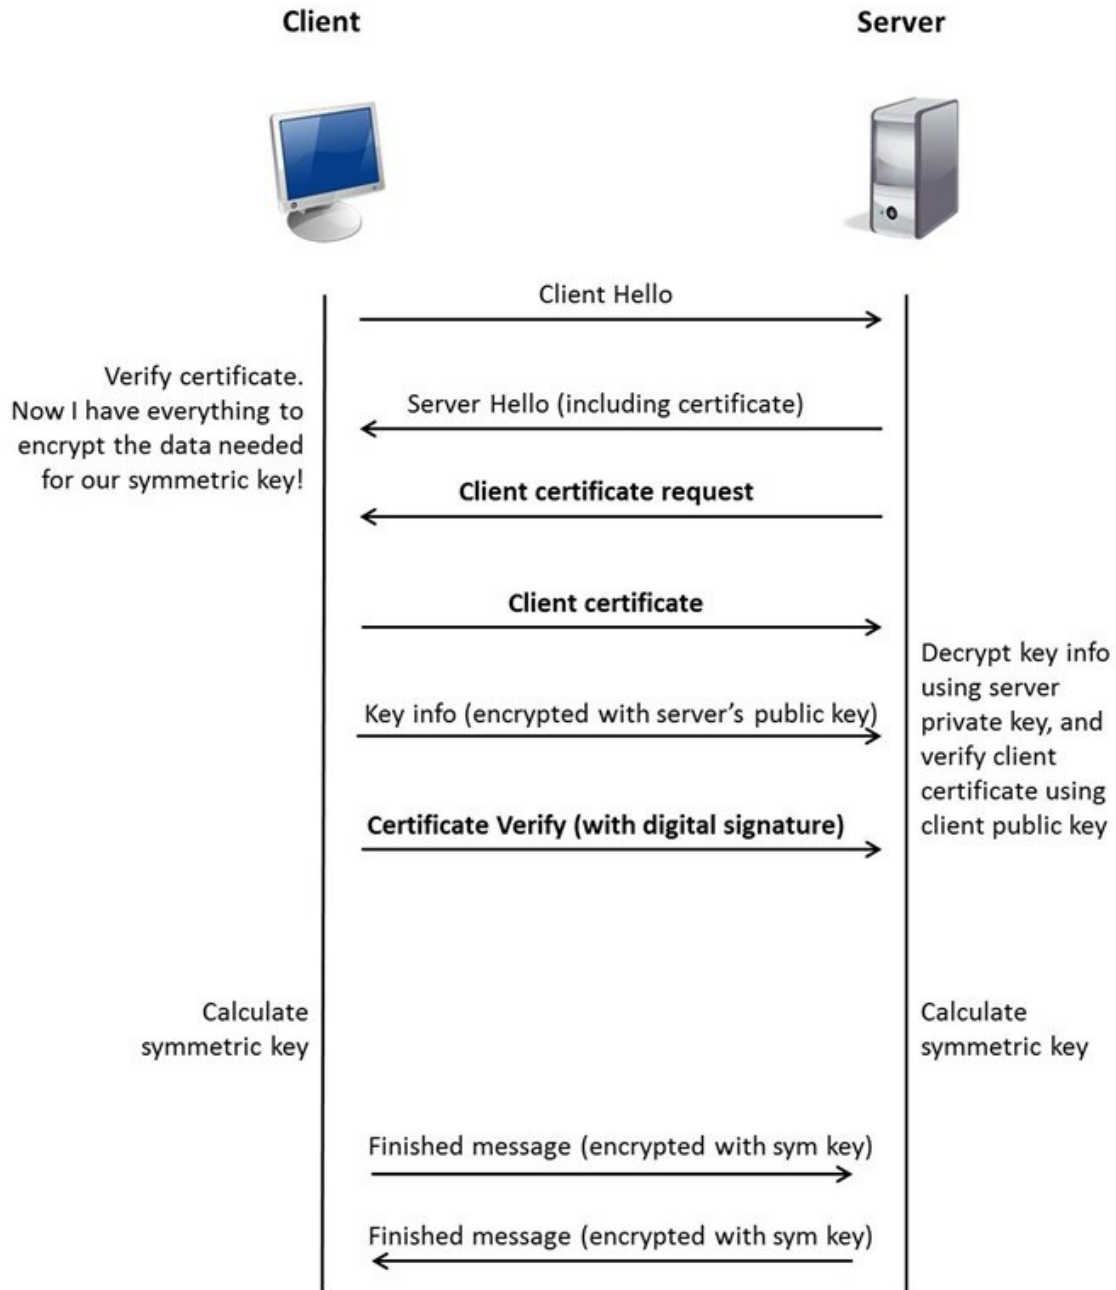 Client
Server
Client Hello
Verify certificate.
Now I have everything to
encrypt the data needed
for our symmetric key!
Server Hello (including certificate)
Client certificate request
Client certificate
Key info (encrypted with server’s public key)
Decrypt key info
using server
private key, and
verify client
certificate using
client public key
Certificate Verify (with digital signature)
Calculate
symmetric key
Calculate
symmetric key
Finished message (encrypted with sym key)
Finished message (encrypted with sym key)